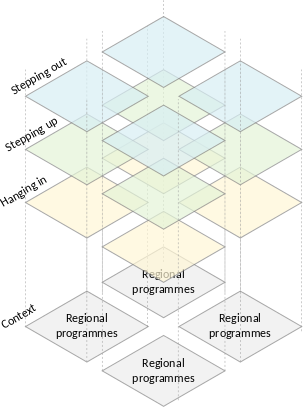 Stepping out
Stepping up
Hanging in
Regional
programmes
Context
Regional
programmes
Regional
programmes
Regional
programmes